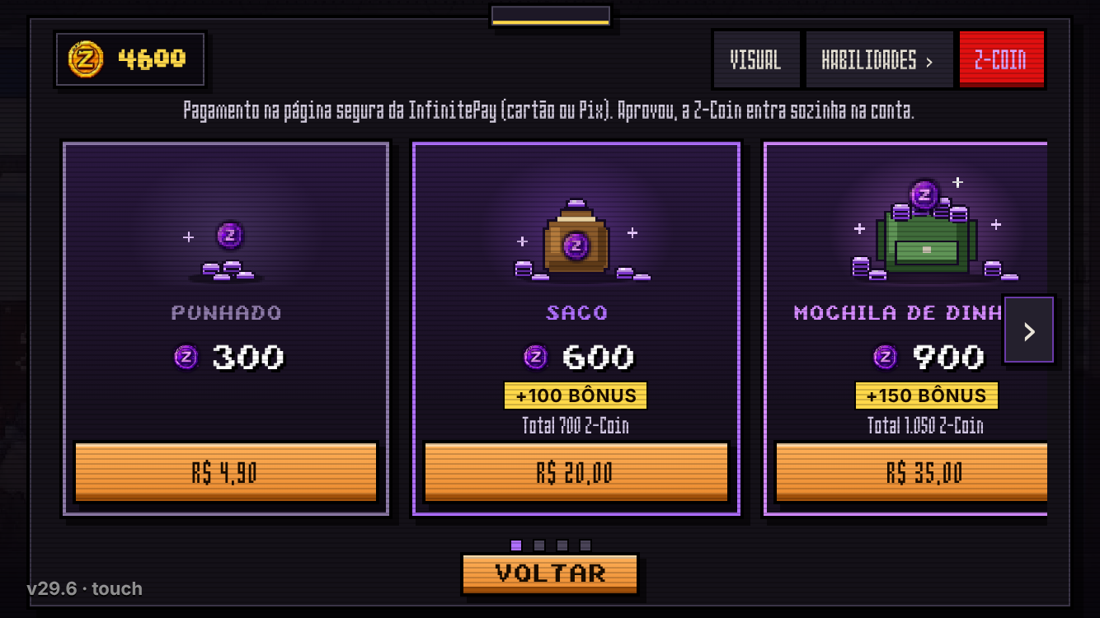 4600
VISUAL
HABILIDADES ›
Z-COIN
Pagamento na página segura da InfinitePay (cartão ou Pix). Aprovou, a Z-Coin entra sozinha na conta.
PUNHADO
300
R$ 4,90
SACO
600
+100 BÔNUS
Total 700 Z-Coin
R$ 20,00
MOCHILA DE DINH
900
+150 BÔNUS
Total 1.050 Z-Coin
R$ 35,00
VOLTAR
v29.6 · touch